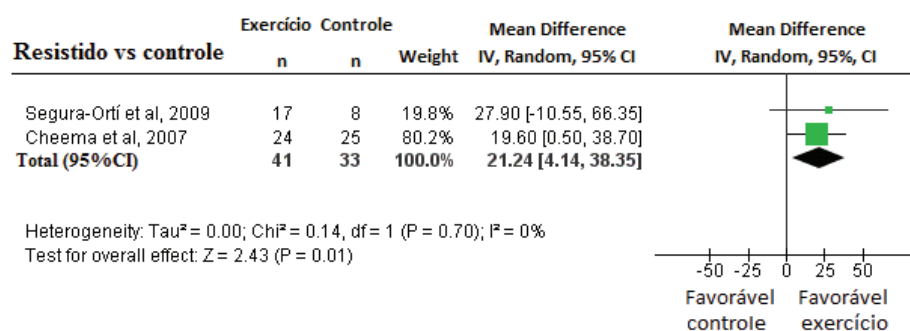 Exercício Controle Mean Difference Mean Difference
Resistido vs controle n n Weight IV, Random, 95% CI IV, Random, 95%, CI
Segura-Ortí et al, 2009 17 8 19.8% 27.90 [-10.55, 66.35]
Cheema et al, 2007 24 25 80.2% 19.60 [0.50, 38.70]
Total (95%CI) 41 33 100.0% 21.24 [4.14, 38.35]
Heterogeneity: Tau² = 0.00; Chi² = 0.14, df = 1 (P = 0.70); I² = 0%
Test for overall effect: Z = 2.43 (P = 0.01)
-50 -25 0 25 50
Favorável Favorável
controle exercício